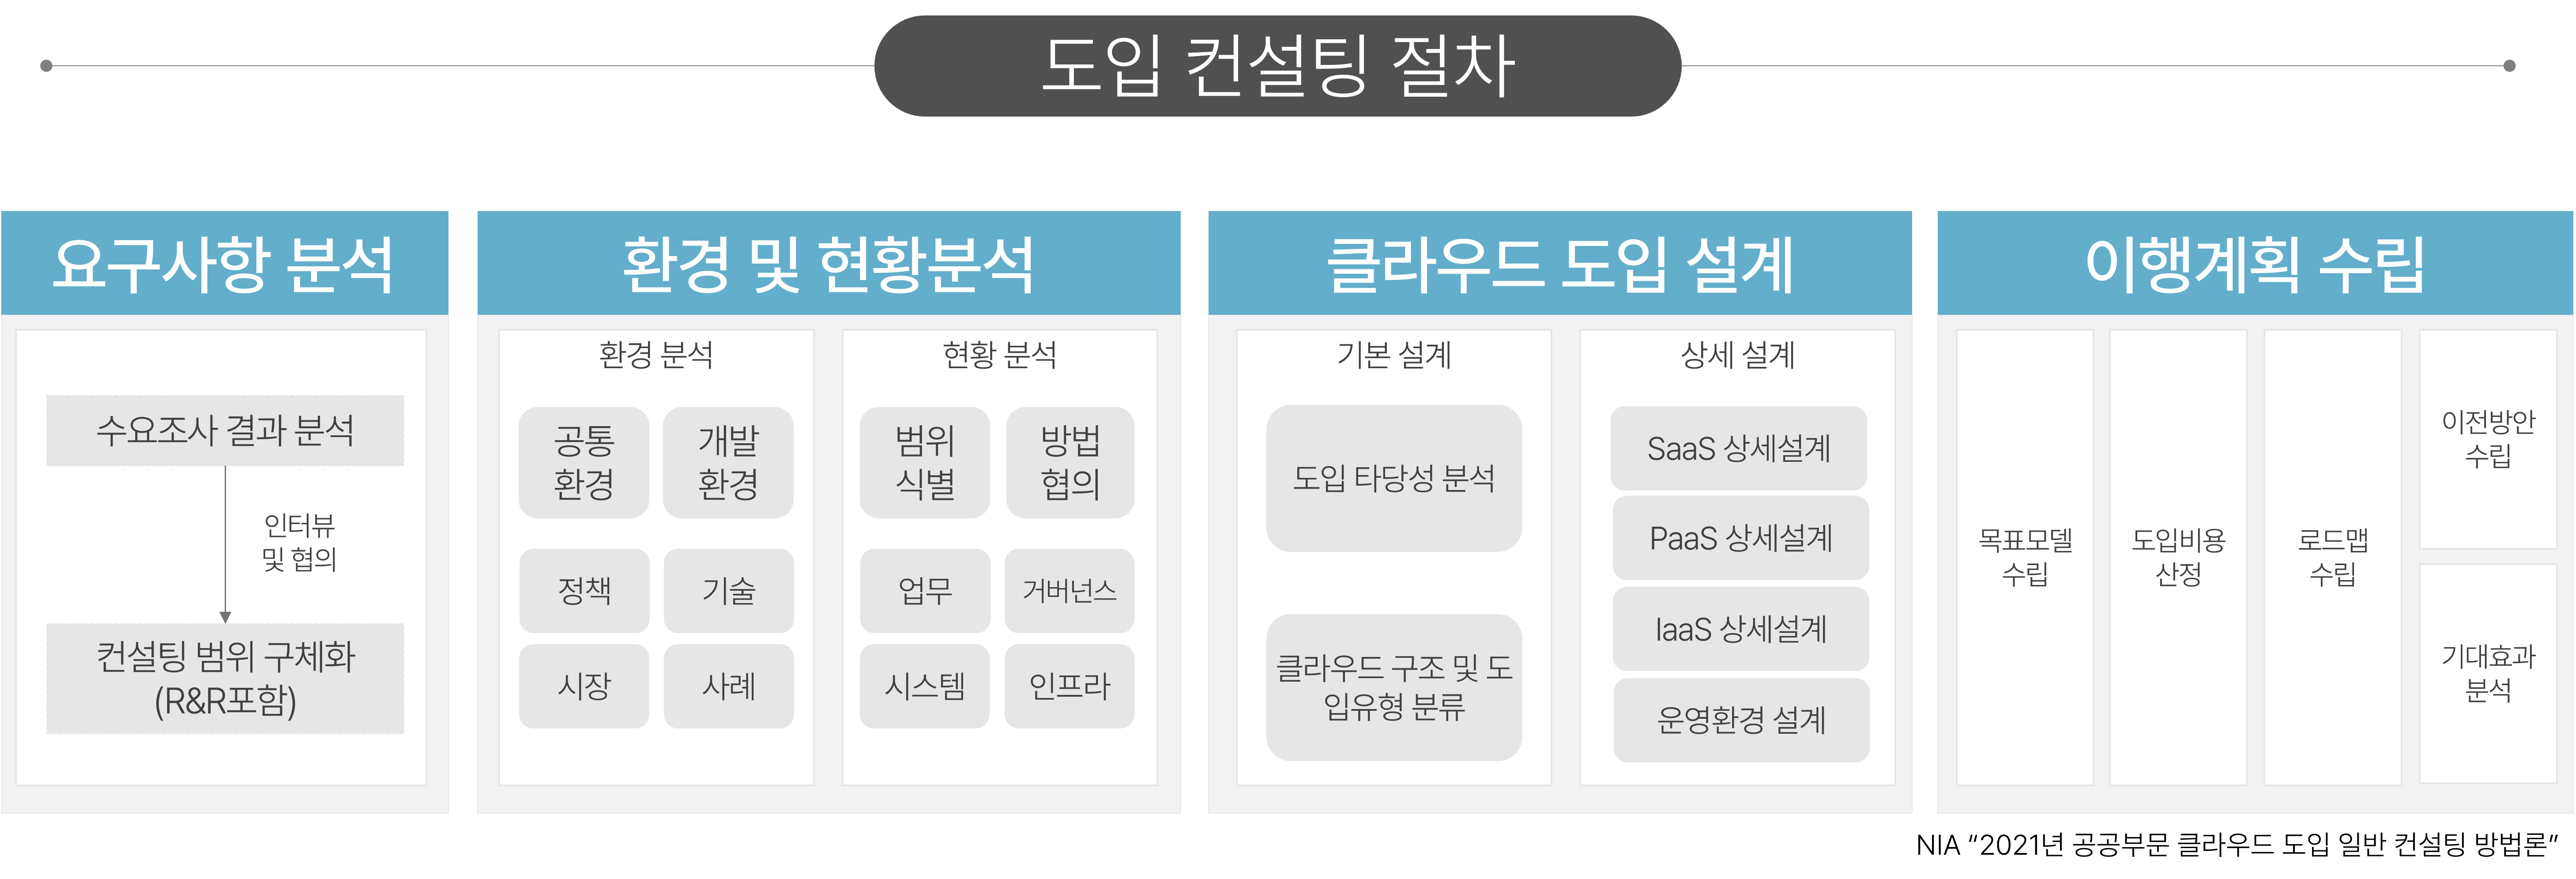 도입 컨설팅 절차
요구사항 분석
수요조사 결과 분석
인터뷰
및 협의
컨설팅 범위 구체화
(R&R포함)
환경 및 현황분석
환경 분석
공통
환경
개발
환경
정책
기술
시장
사례
현황 분석
범위
식별
방법
협의
업무
거버넌스
시스템
인프라
클라우드 도입 설계
기본 설계
도입 타당성 분석
클라우드 구조 및 도
입유형 분류
상세 설계
SaaS 상세설계
PaaS 상세설계
IaaS 상세설계
운영환경 설계
이행계획 수립
목표모델
수립
도입비용
산정
로드맵
수립
이전방안
수립
기대효과
분석
NIA “2021년 공공부문 클라우드 도입 일반 컨설팅 방법론”